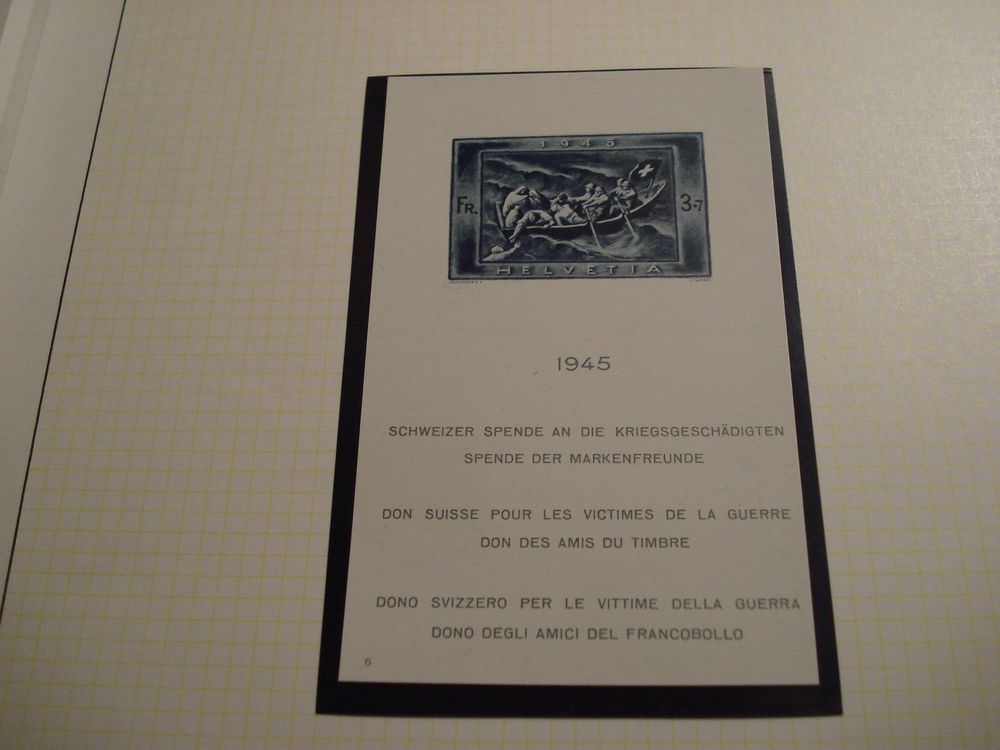 1945
FR. 3+7
HELVETIA
1945
SCHWEIZER SPENDE AN DIE KRIEGSGESCHÄDIGTEN
SPENDE DER MARKENFREUNDE
DON SUISSE POUR LES VICTIMES DE LA GUERRE
DON DES AMIS DU TIMBRE
DONO SVIZZERO PER LE VITTIME DELLA GUERRA
DONO DEGLI AMICI DEL FRANCOBOLLO
6